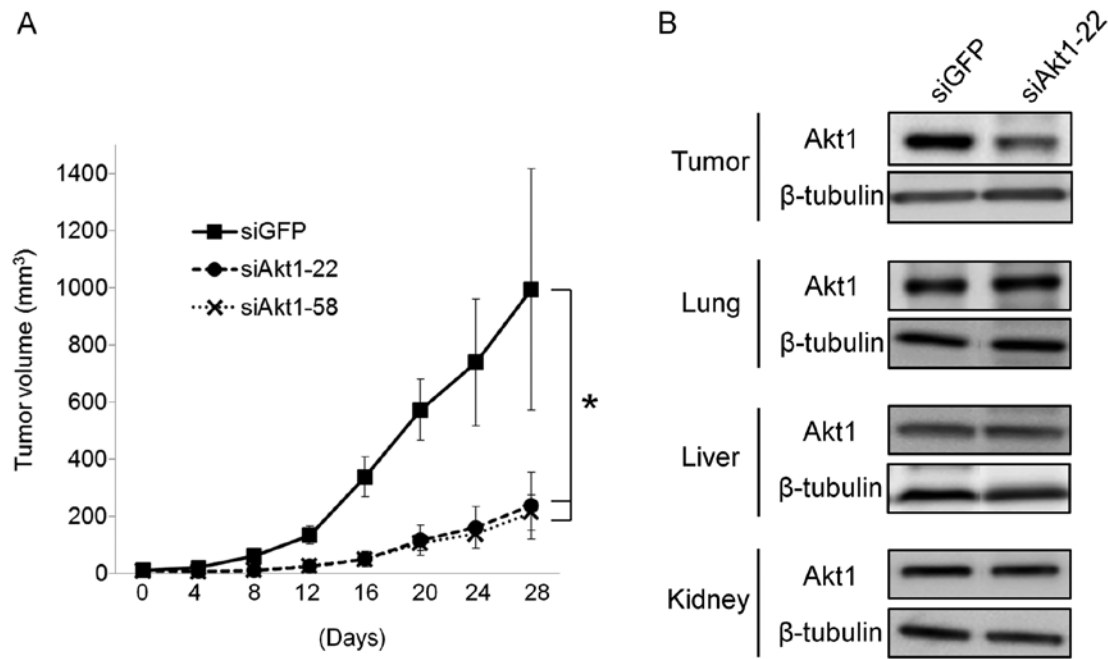 A
Tumor volume (mm³)
1400
1200
1000
800
600
400
200
0
siGFP
siAkt1-22
siAkt1-58
*
0 4 8 12 16 20 24 28
(Days)
B
siGFP siAkt1-22
Tumor
Akt1
β-tubulin
Lung
Akt1
β-tubulin
Liver
Akt1
β-tubulin
Kidney
Akt1
β-tubulin